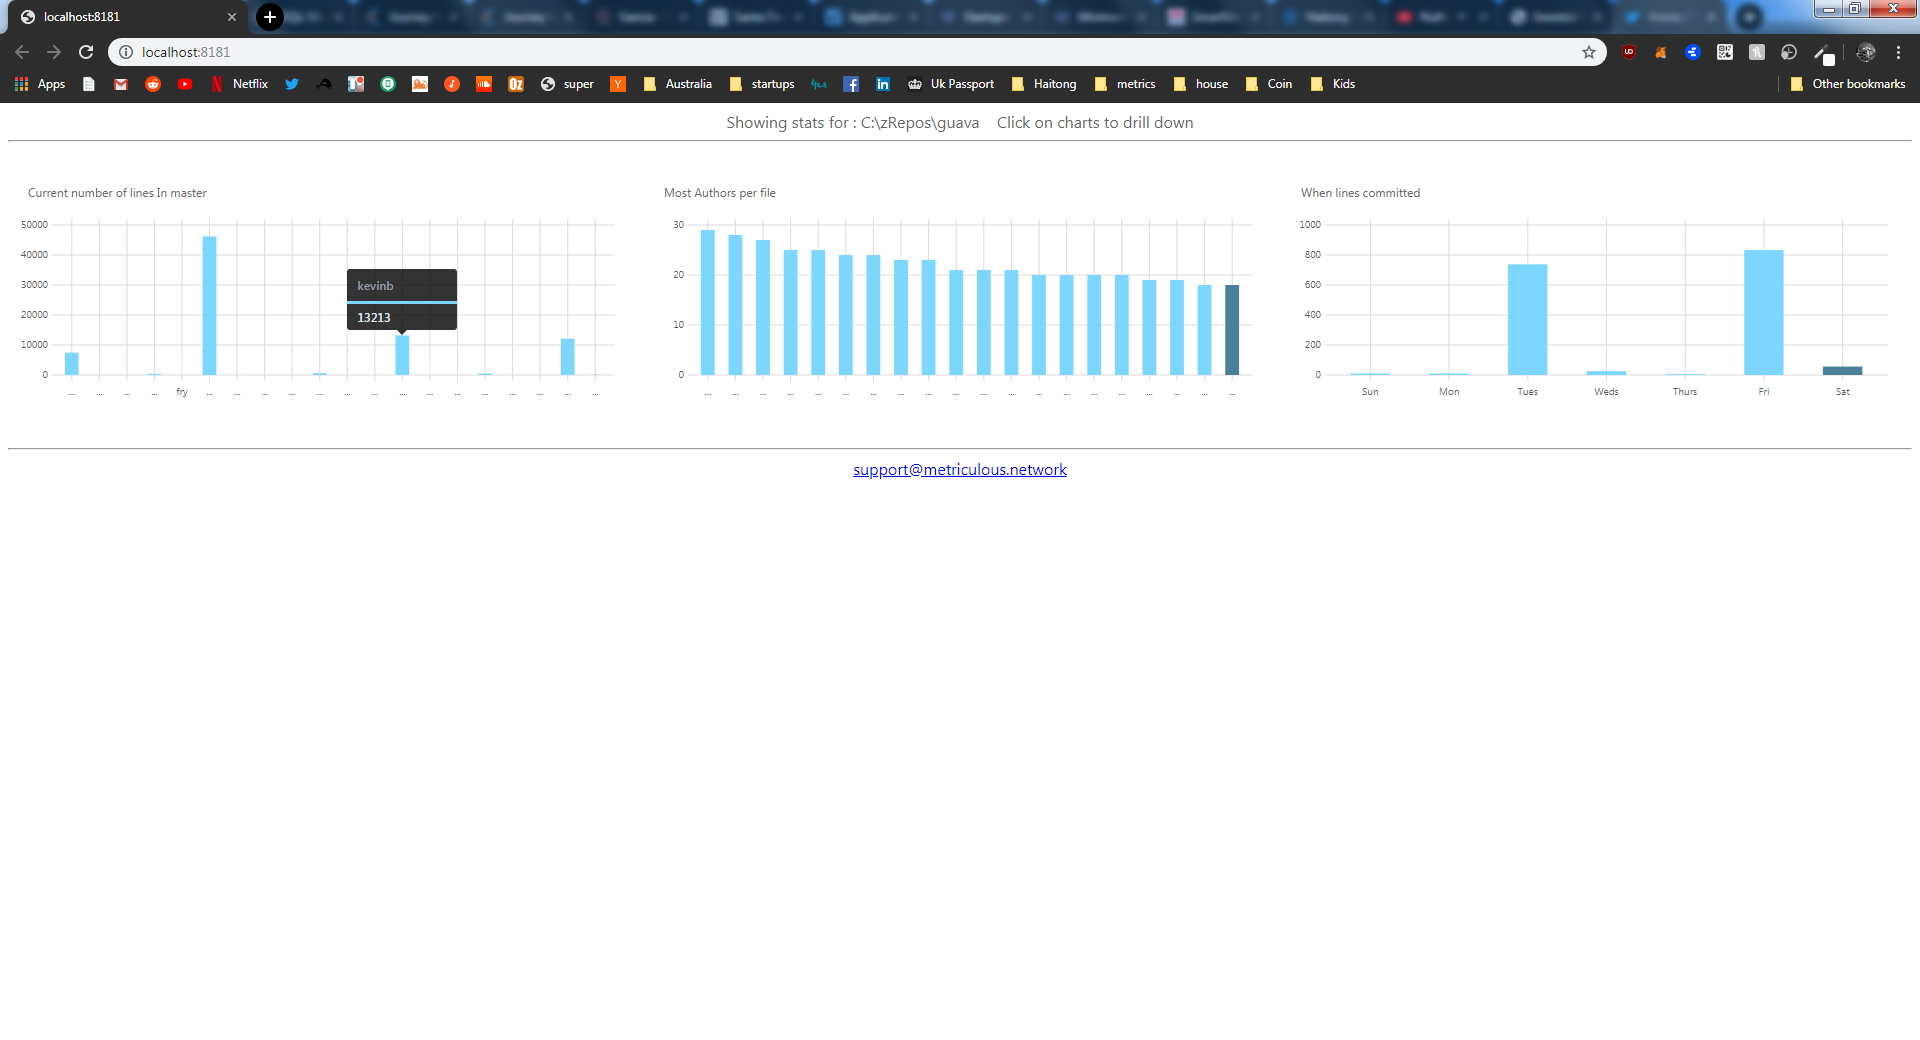 localhost:8181
localhost:8181
Apps Netflix super Australia startups Uk Passport Haitong metrics house Coin Kids Other bookmarks
Showing stats for : C:\zRepos\guava Click on charts to drill down
Current number of lines In master
50000
40000
30000
20000
10000
0
kevinb
13213
... ... ... ... fry ... ... ... ... ... ... ... ... ... ... ... ... ... ... ...
Most Authors per file
30
20
10
0
... ... ... ... ... ... ... ... ... ... ... ... ... ... ... ... ... ... ... ...
When lines committed
1000
800
600
400
200
0
Sun Mon Tues Weds Thurs Fri Sat
support@metriculous.network